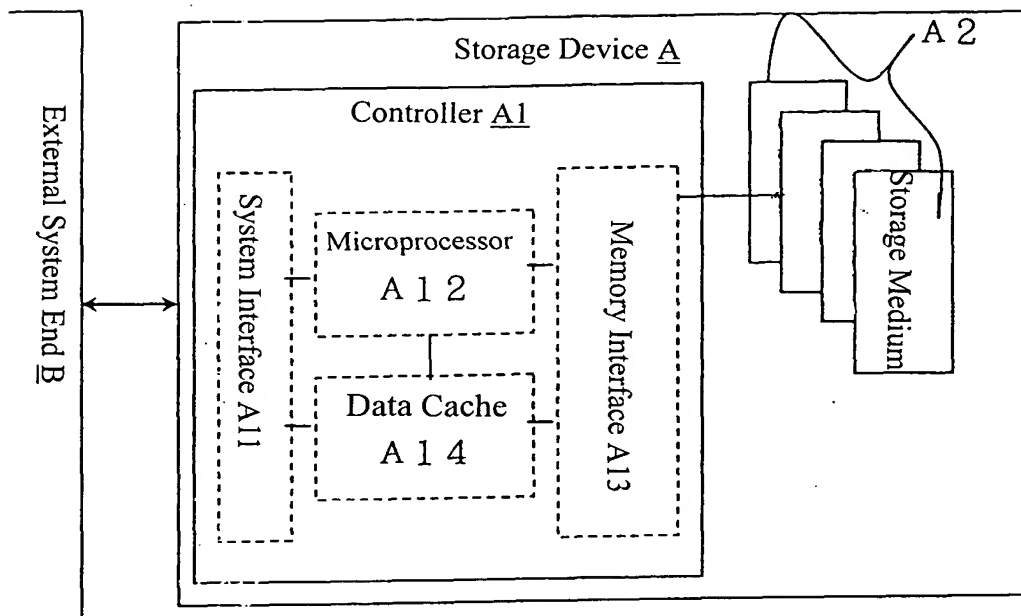 External System End B
Storage Device A
A 2
Controller A1
System Interface A11
Microprocessor
A 1 2
Data Cache
A 1 4
Memory Interface A13
Storage Medium